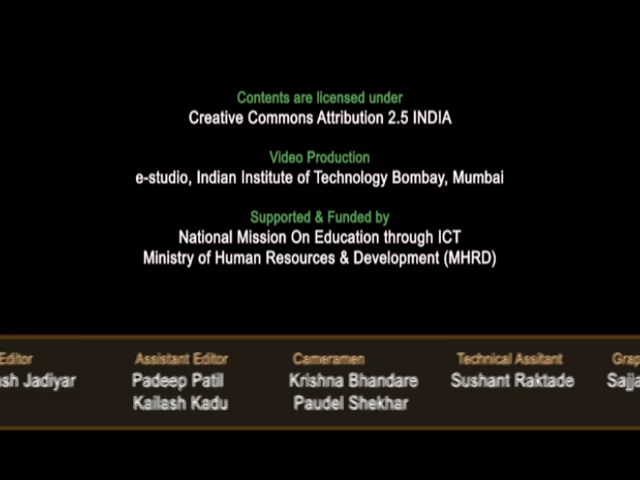 Contents are licensed under
Creative Commons Attribution 2.5 INDIA
Video Production
e-studio, Indian Institute of Technology Bombay, Mumbai
Supported & Funded by
National Mission On Education through ICT
Ministry of Human Resources & Development (MHRD)
Editor Assistant Editor Cameramen Technical Assitant
Jadiyar Padeep Patil Krishna Bhandare Sushant Raktade
Kailash Kadu Paudel Shekhar